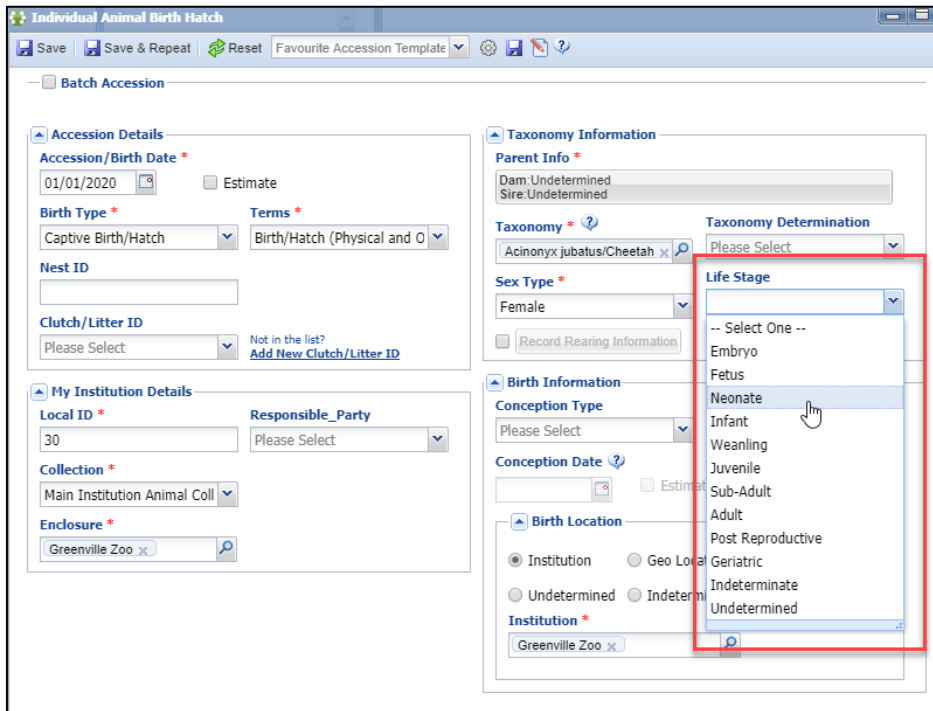 Individual Animal Birth Hatch
Save Save & Repeat Reset Favourite Accession Template
Batch Accession
Accession Details
Accession/Birth Date *
01/01/2020 Estimate
Birth Type * Terms *
Captive Birth/Hatch Birth/Hatch (Physical and O
Nest ID
Clutch/Litter ID
Please Select
Not in the list?
Add New Clutch/Litter ID
My Institution Details
Local ID * Responsible_Party
30 Please Select
Collection *
Main Institution Animal Coll
Enclosure *
Greenville Zoo x
Taxonomy Information
Parent Info *
Dam:Undetermined
Sire:Undetermined
Taxonomy * Taxonomy Determination
Acinonyx jubatus/Cheetah x Please Select
Sex Type *
Female
Record Rearing Information
Life Stage
-- Select One --
Embryo
Fetus
Neonate
Infant
Weanling
Juvenile
Sub-Adult
Adult
Post Reproductive
Geriatric
Indeterminate
Undetermined
Birth Information
Conception Type
Please Select
Conception Date
Estimat
Birth Location
Institution Geo Locat
Undetermined Indetermi
Institution *
Greenville Zoo x